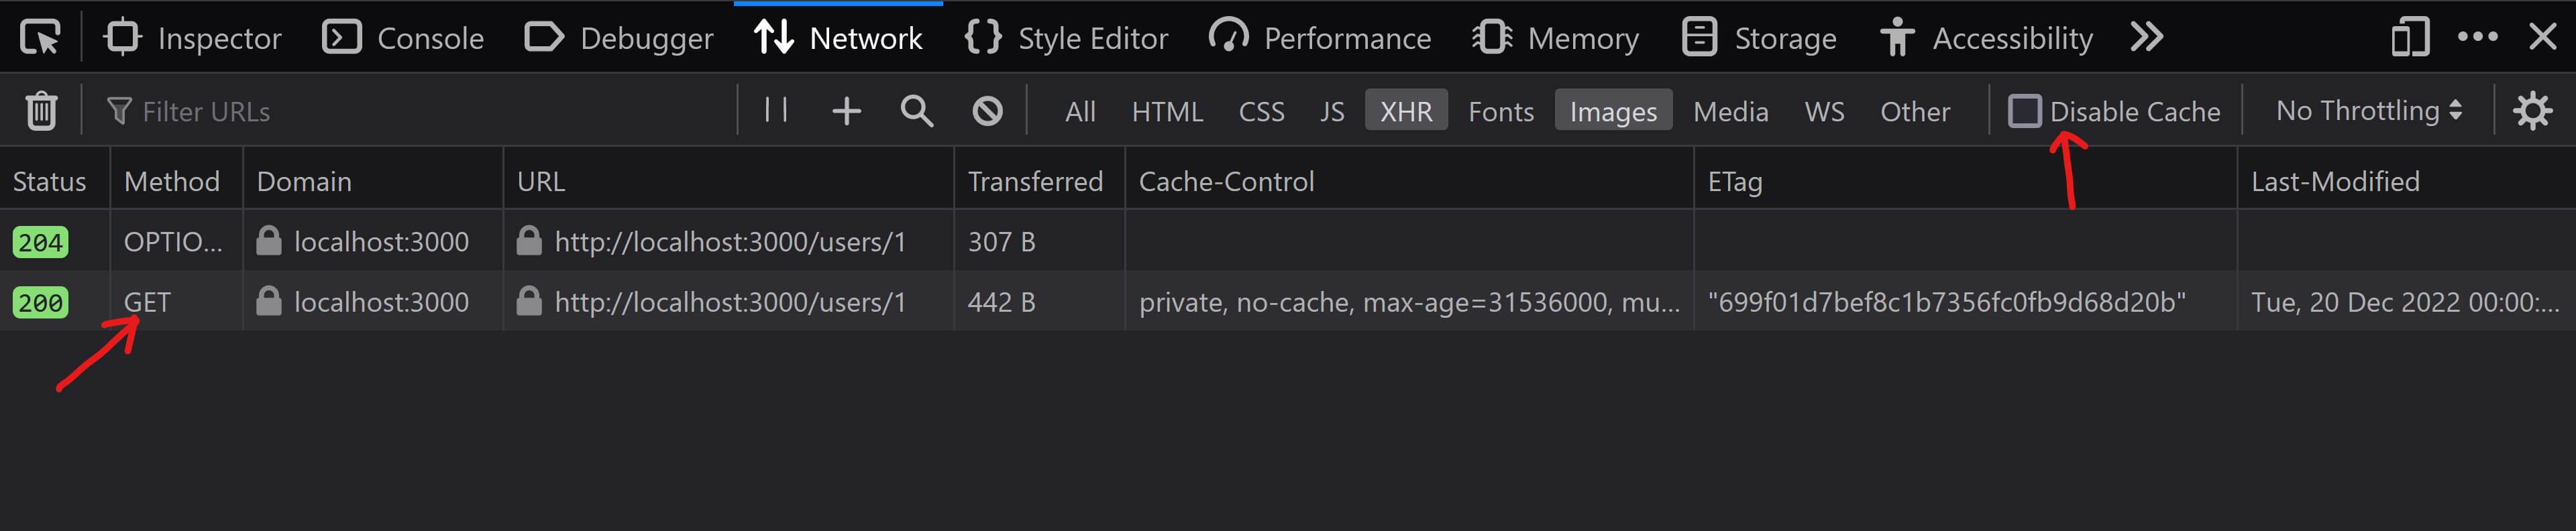 Inspector Console Debugger Network Style Editor Performance Memory Storage Accessibility
Filter URLs All HTML CSS JS XHR Fonts Images Media WS Other Disable Cache No Throttling
Status Method Domain URL Transferred Cache-Control ETag Last-Modified
204 OPTIO... localhost:3000 http://localhost:3000/users/1 307 B
200 GET localhost:3000 http://localhost:3000/users/1 442 B private, no-cache, max-age=31536000, mu... "699f01d7bef8c1b7356fc0fb9d68d20b" Tue, 20 Dec 2022 00:00:...